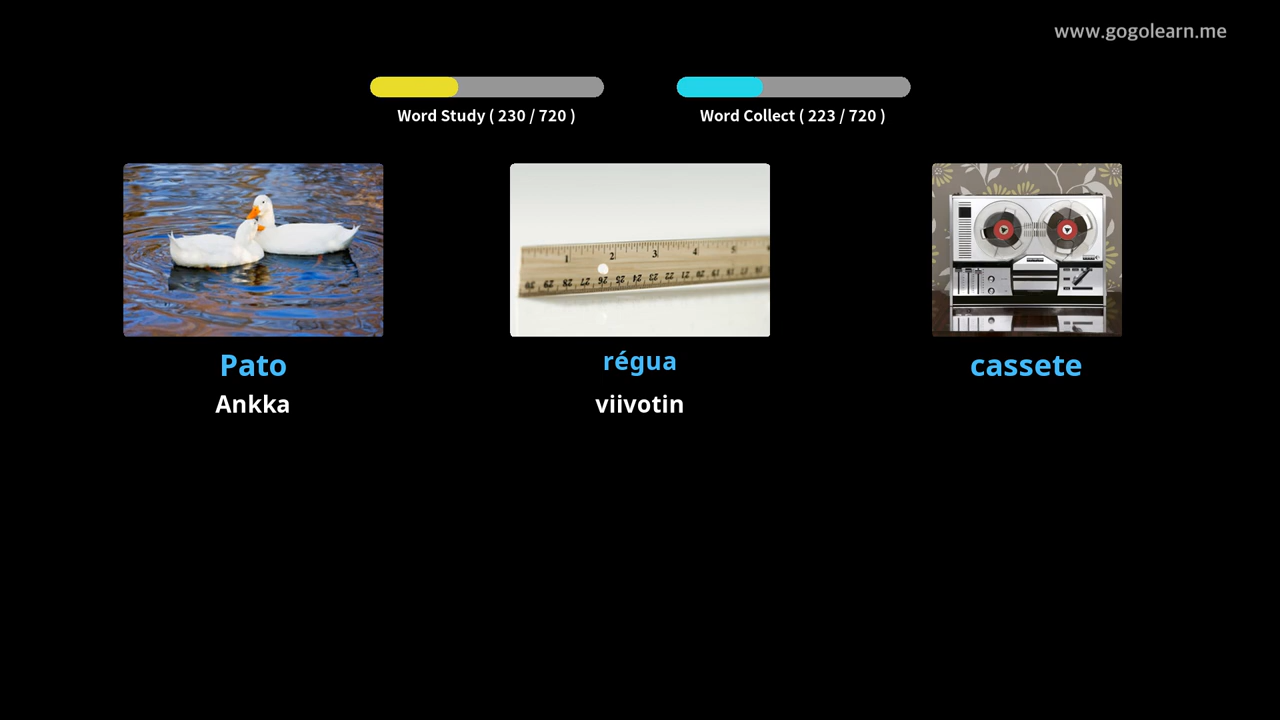 www.gogolearn.me
Word Study ( 230 / 720 )
Word Collect ( 223 / 720 )
Pato
régua
cassete
Ankka
viivotin